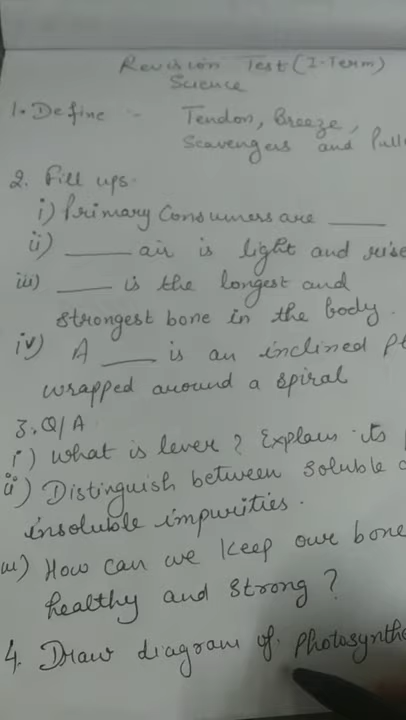 Revision Test (I-Term)
Science
1. Define - Tendon, Breeze,
Scavengers and
2. Fill ups.
i) Primary Consumers are ____
ii) ____ air is light and
iii) ____ is the longest and
strongest bone in the body.
iv) A ____ is an inclined
wrapped around a spiral
3. Q/A
i) What is lever? Explain its
ii) Distinguish between soluble
insoluble impurities.
iii) How can we keep our bone
healthy and strong?
4. Draw diagram of